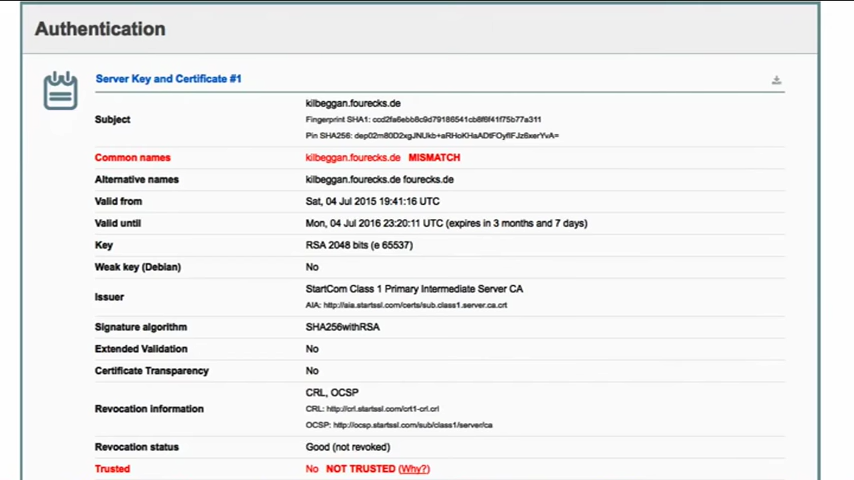 Authentication
Server Key and Certificate #1
Subject
kilbeggan.fourecks.de
Fingerprint SHA1:
Pin SHA256:
Common names kilbeggan.fourecks.de MISMATCH
Alternative names kilbeggan.fourecks.de fourecks.de
Valid from Sat, 04 Jul 2015 19:41:16 UTC
Valid until Mon, 04 Jul 2016 23:20:11 UTC (expires in 3 months and 7 days)
Key RSA 2048 bits (e 65537)
Weak key (Debian) No
Issuer
StartCom Class 1 Primary Intermediate Server CA
AIA: http://aia.startssl.com/certs/sub.class1.server.ca.crt
Signature algorithm SHA256withRSA
Extended Validation No
Certificate Transparency No
Revocation information
CRL, OCSP
CRL: http://crl.startssl.com/crt1-crl.crl
OCSP: http://ocsp.startssl.com/sub/class1/server/ca
Revocation status Good (not revoked)
Trusted No NOT TRUSTED (Why?)